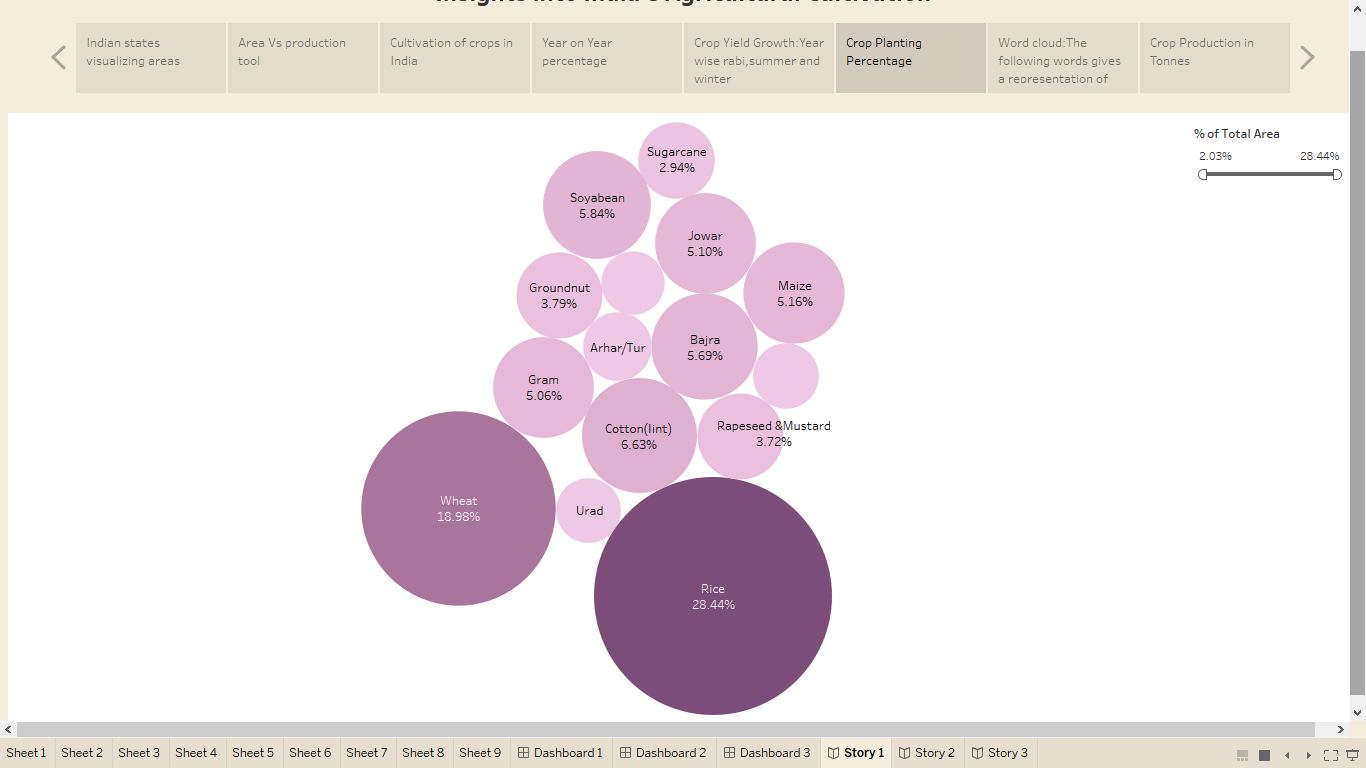 Insights into India's Agricultural Cultivation
Indian states
visualizing areas
Area Vs production
tool
Cultivation of crops in
India
Year on Year
percentage
Crop Yield Growth:Year
wise rabi,summer and
winter
Crop Planting
Percentage
Word cloud:The
following words gives
a representation of
Crop Production in
Tonnes
% of Total Area
2.03% 28.44%
Sugarcane
2.94%
Soyabean
5.84%
Jowar
5.10%
Groundnut
3.79%
Maize
5.16%
Arhar/Tur
Bajra
5.69%
Gram
5.06%
Cotton(lint)
6.63%
Rapeseed &Mustard
3.72%
Wheat
18.98%
Urad
Rice
28.44%
Sheet 1 Sheet 2 Sheet 3 Sheet 4 Sheet 5 Sheet 6 Sheet 7 Sheet 8 Sheet 9 Dashboard 1 Dashboard 2 Dashboard 3 Story 1 Story 2 Story 3